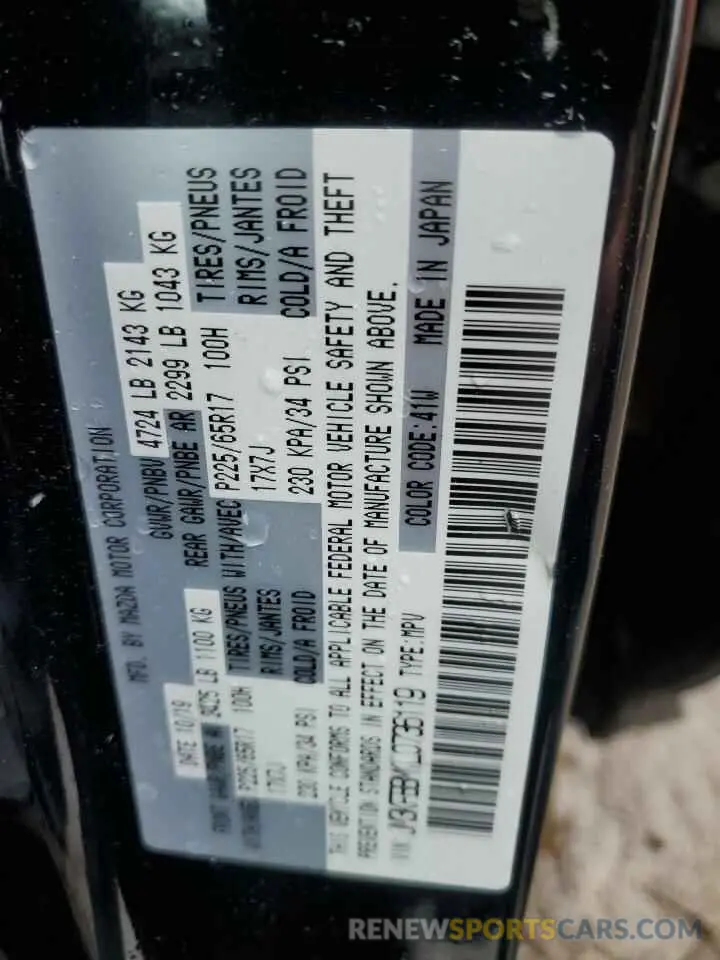 MFD. BY MAZDA MOTOR CORPORATION
DATE 10/19 GVWR/PNBV 4724 LB 2143 KG
3425 LB 1100 KG REAR GAWR/PNBE AR 2299 LB 1043 KG
P225/65R17 100H TIRES/PNEUS WITH/AVEC P225/65R17 100H TIRES/PNEUS
17X7J RIMS/JANTES 17X7J RIMS/JANTES
230 KPA/34 PSI COLD/A FROID 230 KPA/34 PSI COLD/A FROID
THIS VEHICLE CONFORMS TO ALL APPLICABLE FEDERAL MOTOR VEHICLE SAFETY AND THEFT
PREVENTION STANDARDS IN EFFECT ON THE DATE OF MANUFACTURE SHOWN ABOVE.
VIN: TYPE:MPV COLOR CODE:41W MADE IN JAPAN
RENEWSPORTSCARS.COM